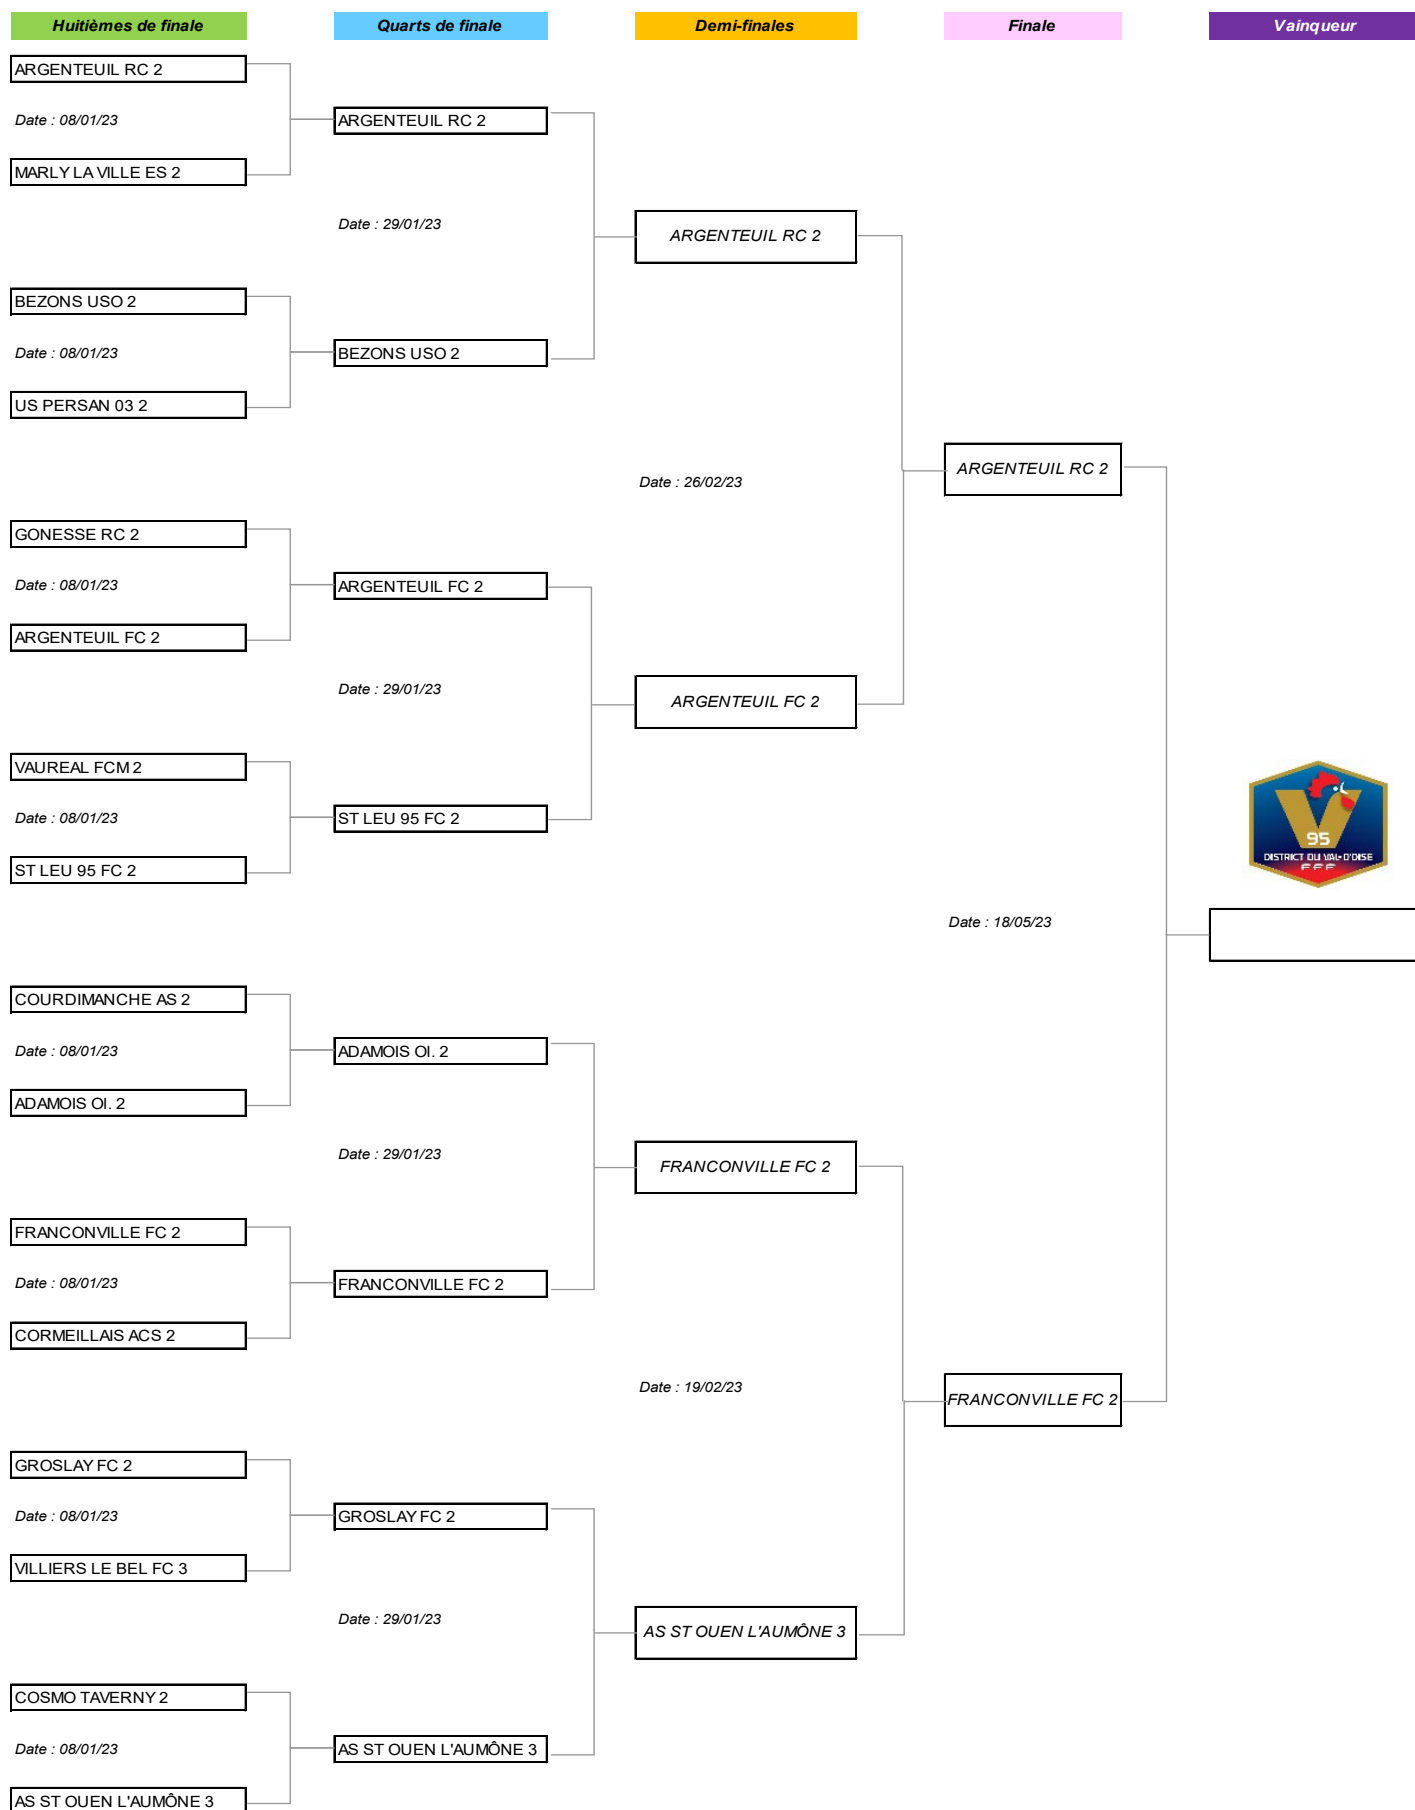 Huitièmes de finale
Quarts de finale
Demi-finales
Finale
Vainqueur
ARGENTEUIL RC 2
Date : 08/01/23
MARLY LA VILLE ES 2
BEZONS USO 2
Date : 08/01/23
US PERSAN 03 2
GONESSE RC 2
Date : 08/01/23
ARGENTEUIL FC 2
VAUREAL FCM 2
Date : 08/01/23
ST LEU 95 FC 2
COURDIMANCHE AS 2
Date : 08/01/23
ADAMOIS Ol. 2
FRANCONVILLE FC 2
Date : 08/01/23
CORMEILLAIS ACS 2
GROSLAY FC 2
Date : 08/01/23
VILLIERS LE BEL FC 3
COSMO TAVERNY 2
Date : 08/01/23
AS ST OUEN L'AUMÔNE 3
ARGENTEUIL RC 2
Date : 29/01/23
BEZONS USO 2
ARGENTEUIL FC 2
Date : 29/01/23
ST LEU 95 FC 2
ADAMOIS Ol. 2
Date : 29/01/23
FRANCONVILLE FC 2
GROSLAY FC 2
Date : 29/01/23
AS ST OUEN L'AUMÔNE 3
ARGENTEUIL RC 2
Date : 26/02/23
ARGENTEUIL FC 2
FRANCONVILLE FC 2
Date : 19/02/23
AS ST OUEN L'AUMÔNE 3
ARGENTEUIL RC 2
Date : 18/05/23
FRANCONVILLE FC 2
V
95
DISTRICT DU VAL-D'OISE
FFF